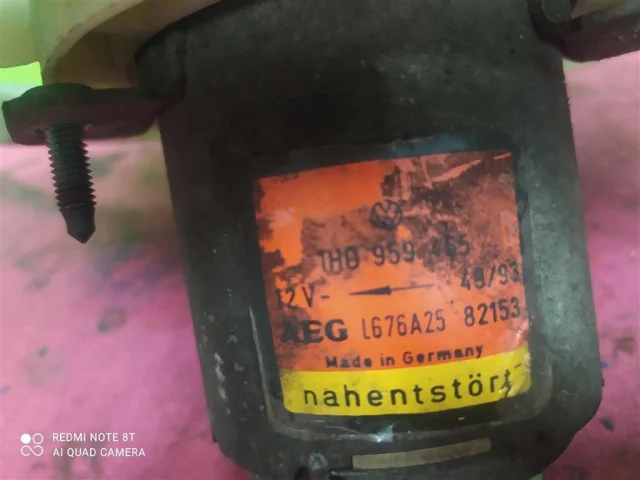 1H0 959 455
12V- 49/93
AEG L676A25 82153
Made in Germany
nahentstört
REDMI NOTE 8T
AI QUAD CAMERA